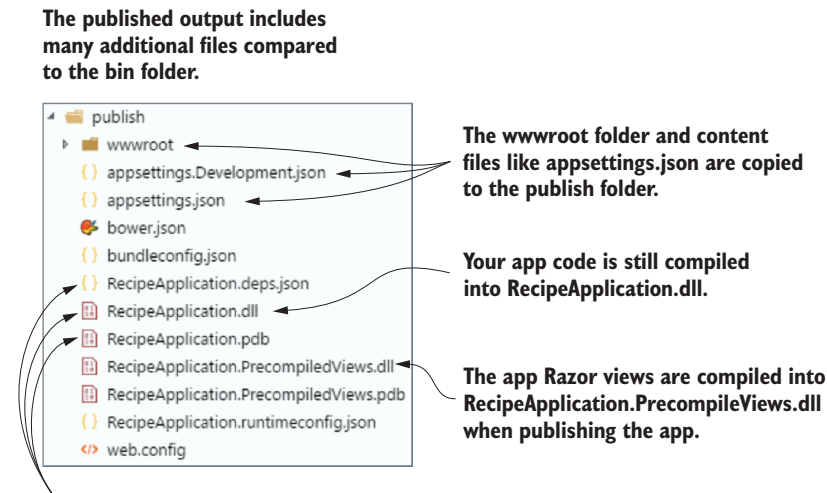 The published output includes
many additional files compared
to the bin folder.
publish
wwwroot
appsettings.Development.json
appsettings.json
bower.json
bundleconfig.json
RecipeApplication.deps.json
RecipeApplication.dll
RecipeApplication.pdb
RecipeApplication.PrecompiledViews.dll
RecipeApplication.PrecompiledViews.pdb
RecipeApplication.runtimeconfig.json
web.config
The wwwroot folder and content
files like appsettings.json are copied
to the publish folder.
Your app code is still compiled
into RecipeApplication.dll.
The app Razor views are compiled into
RecipeApplication.PrecompileViews.dll
when publishing the app.